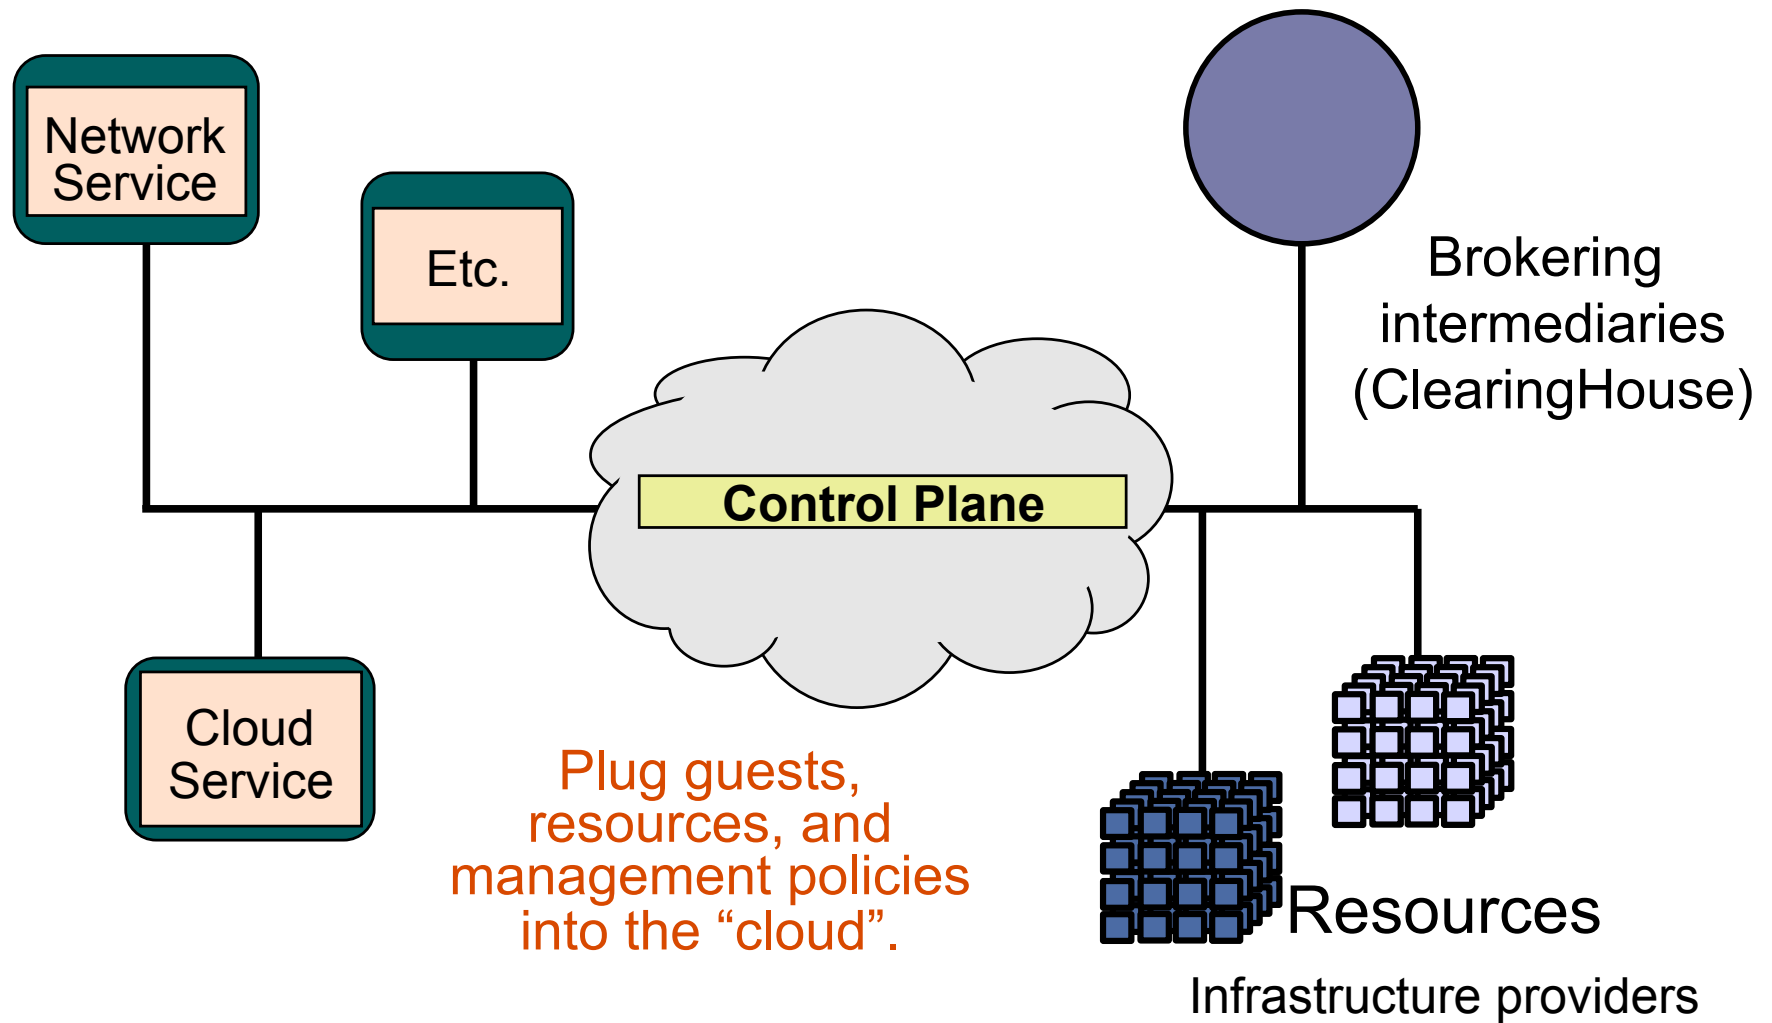 Network
Service
Etc.
Brokering
intermediaries
(ClearingHouse)
Control Plane
Cloud
Service
Plug guests,
resources, and
management policies
into the “cloud”.
Resources
Infrastructure providers